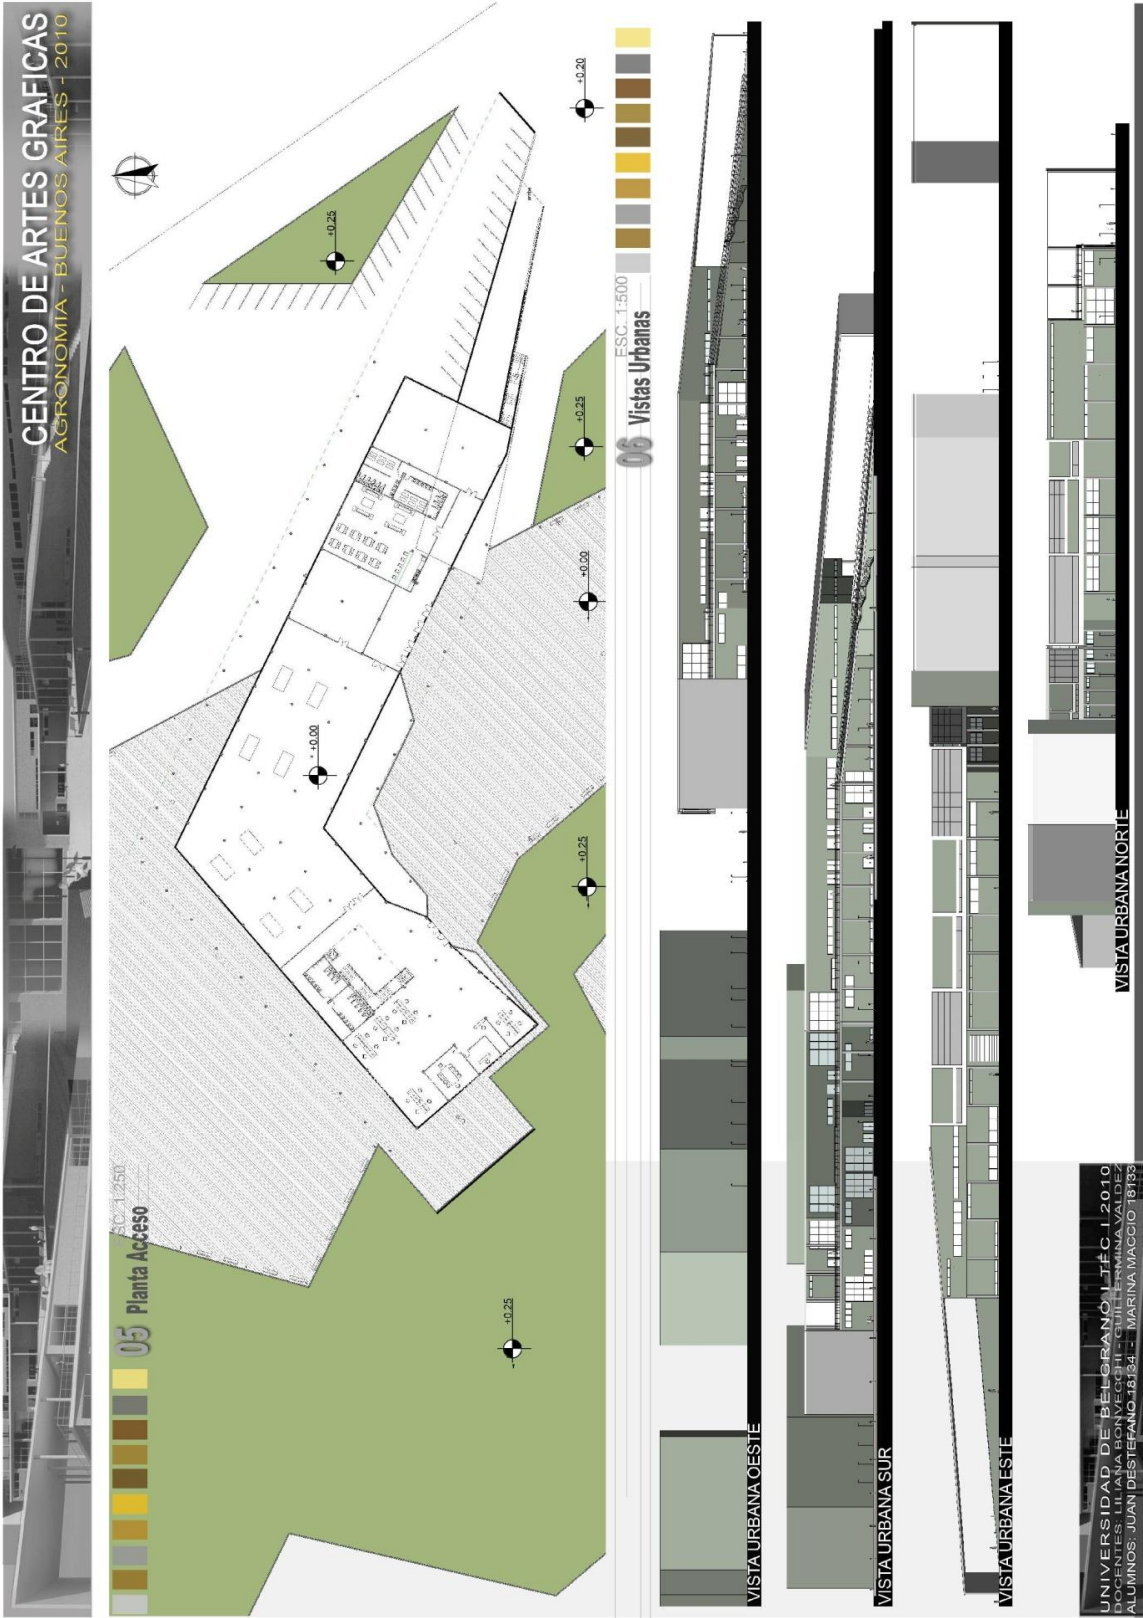 CENTRO DE ARTES GRAFICAS
AGRONOMIA - BUENOS AIRES - 2010
ESC. 1:250
05 Planta Acceso
+0.25
+0.20
+0.25
+0.00
+0.00
+0.25
+0.25
ESC. 1:500
06 Vistas Urbanas
VISTA URBANA OESTE
VISTA URBANA SUR
VISTA URBANA ESTE
VISTA URBANA NORTE
UNIVERSIDAD DE BELGRANO I TEC. I 2010
DOCENTES: LILIANA BONVECCHI - GUILLERMINA VALDEZ
ALUMNOS: JUAN DESTEFANO 18134 - MARINA MACCIO 18133